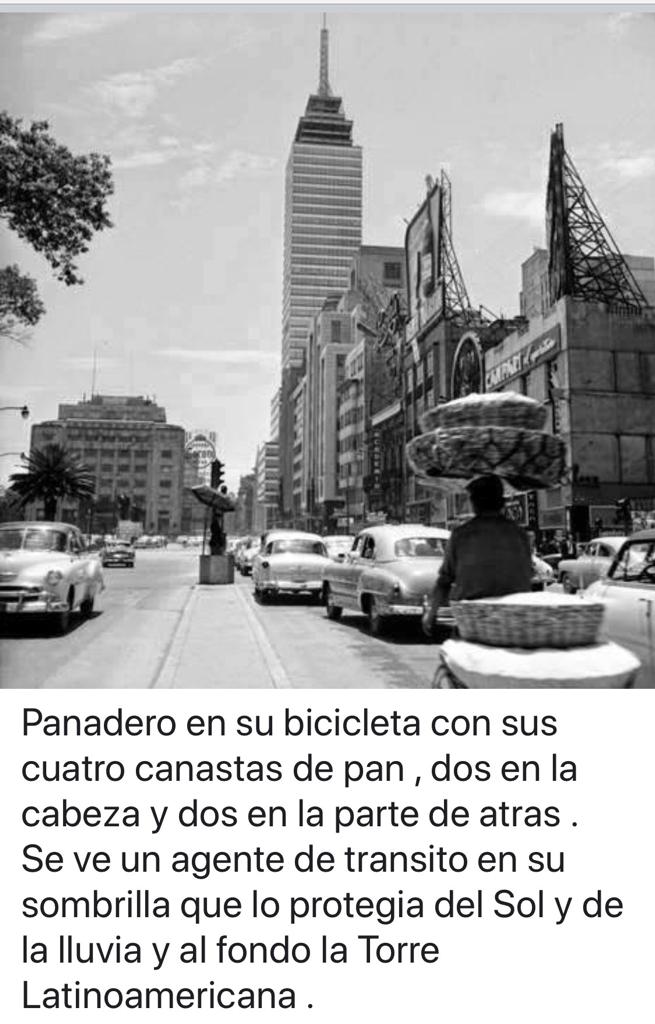 CAMPARI
Panadero en su bicicleta con sus
cuatro canastas de pan , dos en la
cabeza y dos en la parte de atras .
Se ve un agente de transito en su
sombrilla que lo protegia del Sol y de
la lluvia y al fondo la Torre
Latinoamericana .